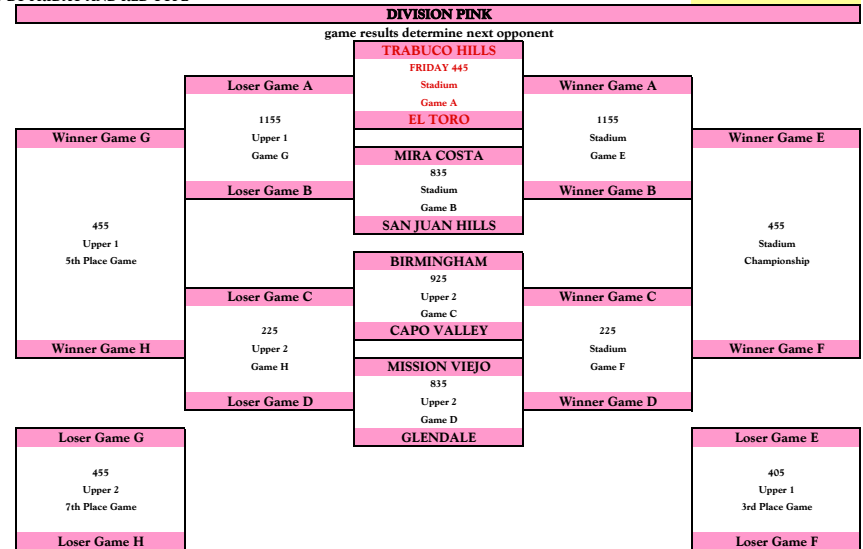 DIVISION PINK
game results determine next opponent
TRABUCO HILLS
FRIDAY 445
Stadium
Game A
EL TORO
MIRA COSTA
835
Stadium
Game B
SAN JUAN HILLS
BIRMINGHAM
925
Upper 2
Game C
CAPO VALLEY
MISSION VIEJO
835
Upper 2
Game D
GLENDALE
Loser Game A
1155
Upper 1
Game G
Loser Game B
Loser Game C
225
Upper 2
Game H
Loser Game D
Winner Game G
455
Upper 1
5th Place Game
Winner Game H
Loser Game G
455
Upper 2
7th Place Game
Loser Game H
Winner Game A
1155
Stadium
Game E
Winner Game B
Winner Game C
225
Stadium
Game F
Winner Game D
Winner Game E
455
Stadium
Championship
Winner Game F
Loser Game E
405
Upper 1
3rd Place Game
Loser Game F